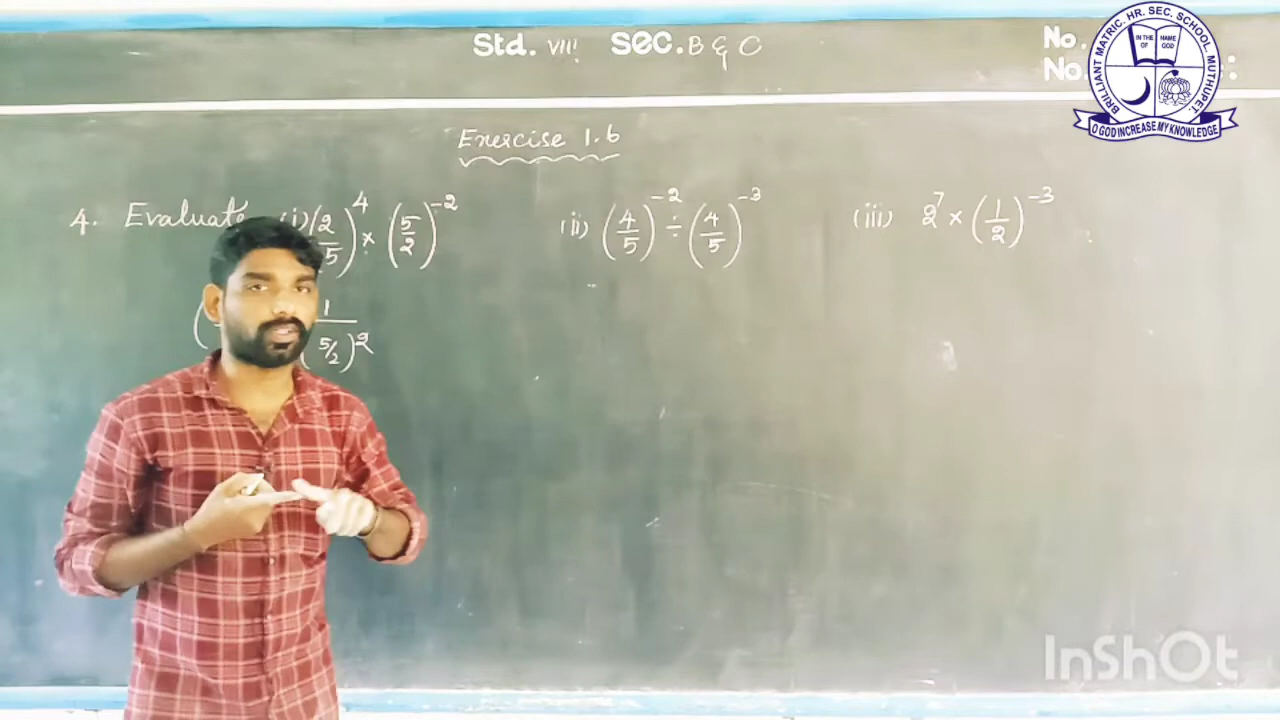 Std. VIII Sec. B & C
No.
No. :
BRILLIANT MATRIC. HR. SEC. SCHOOL. MUTHUPET.
IN THE NAME
OF GOD
O GOD INCREASE MY KNOWLEDGE
Exercise 1.6
4. Evaluate (i) (2/5)^4 × (5/2)^-2 (ii) (4/5)^-2 ÷ (4/5)^-3 (iii) 2^7 × (1/2)^-3
( 1/(5/2)^2
InShOt